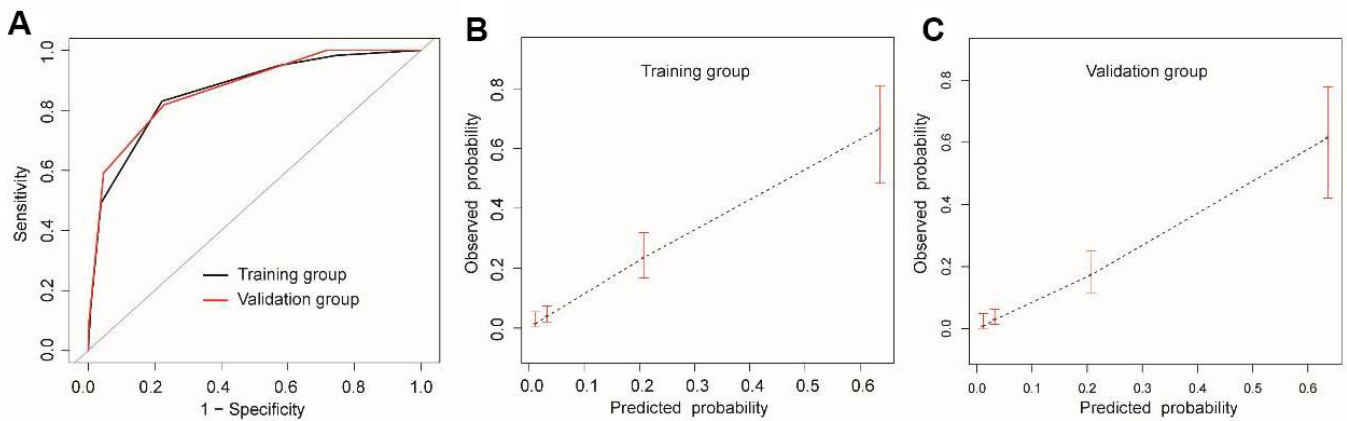 A
Sensitivity
1.0
0.8
0.6
0.4
0.2
0.0
Training group
Validation group
0.0 0.2 0.4 0.6 0.8 1.0
1 − Specificity
B
Training group
Observed probability
0.8
0.6
0.4
0.2
0.0
0.0 0.1 0.2 0.3 0.4 0.5 0.6
Predicted probability
C
Validation group
Observed probability
0.8
0.6
0.4
0.2
0.0
0.0 0.1 0.2 0.3 0.4 0.5 0.6
Predicted probability